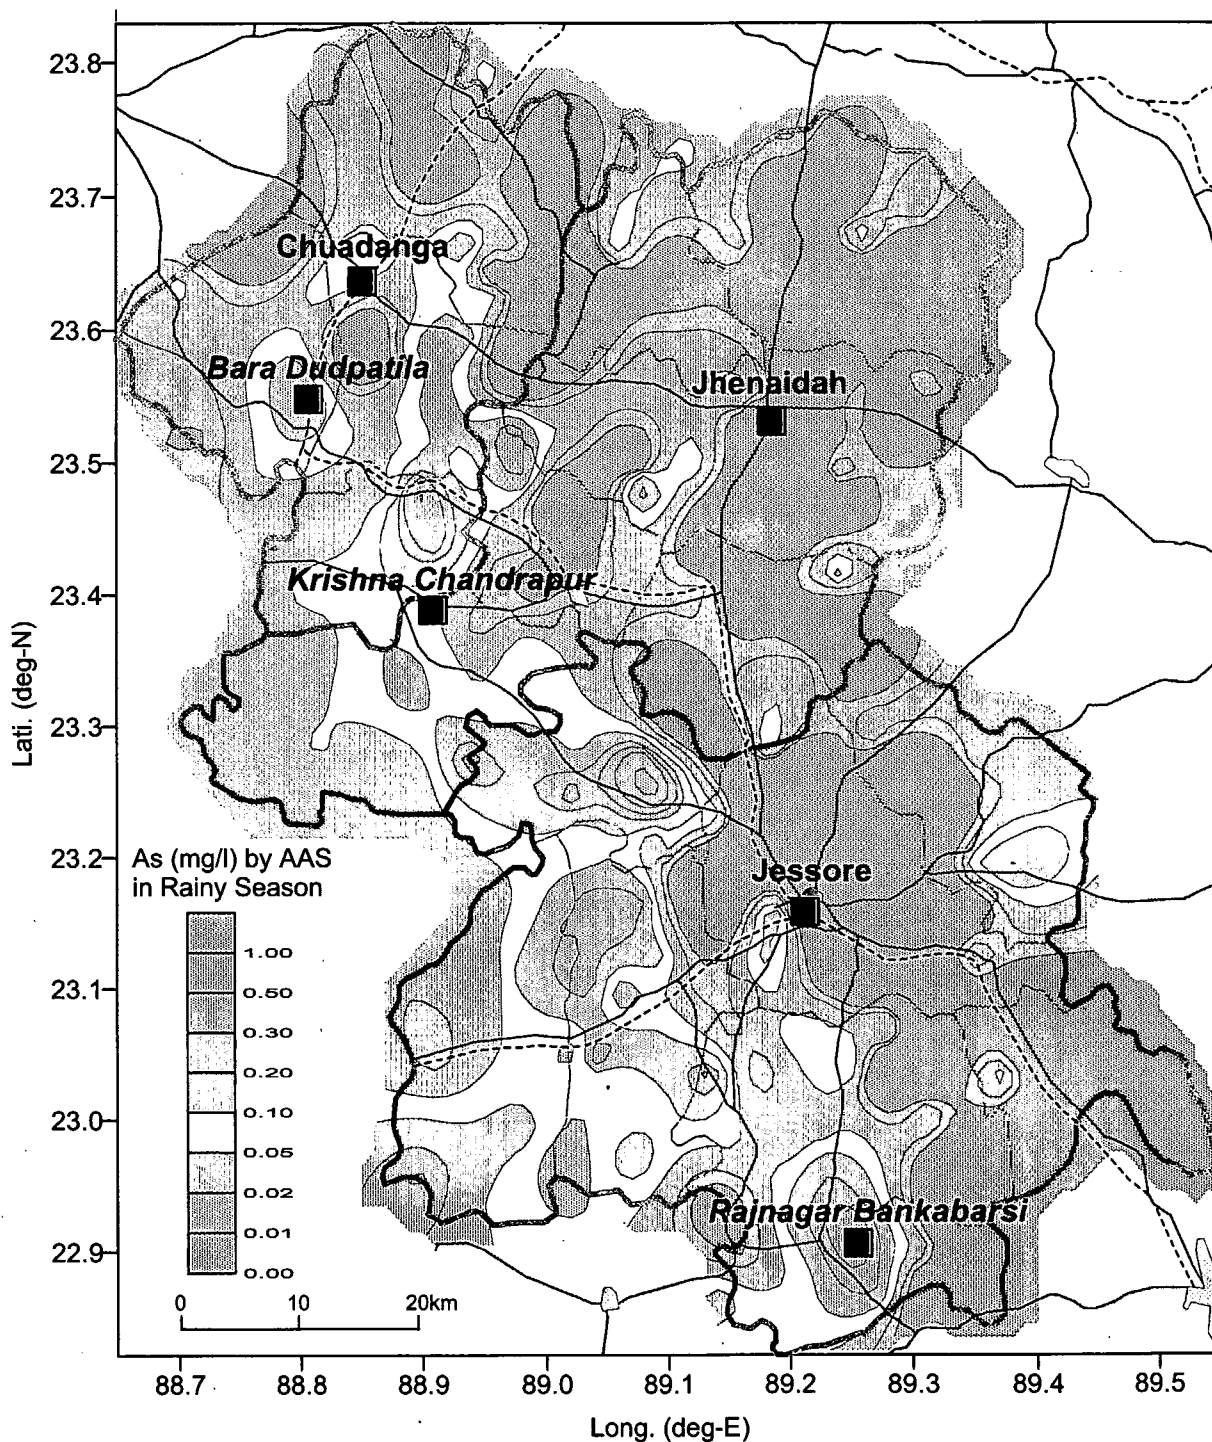 23.8
23.7
Chuadanga
23.6
Bara Dudpatila
Jhenaidah
23.5
Krishna Chandrapur
23.4
Lati. (deg-N)
23.3
23.2
As (mg/l) by AAS
in Rainy Season
Jessore
1.00
0.50
0.30
0.20
0.10
0.05
0.02
0.01
0.00
23.1
23.0
Rajnagar Bankabarsi
22.9
0 10 20km
88.7 88.8 88.9 89.0 89.1 89.2 89.3 89.4 89.5
Long. (deg-E)